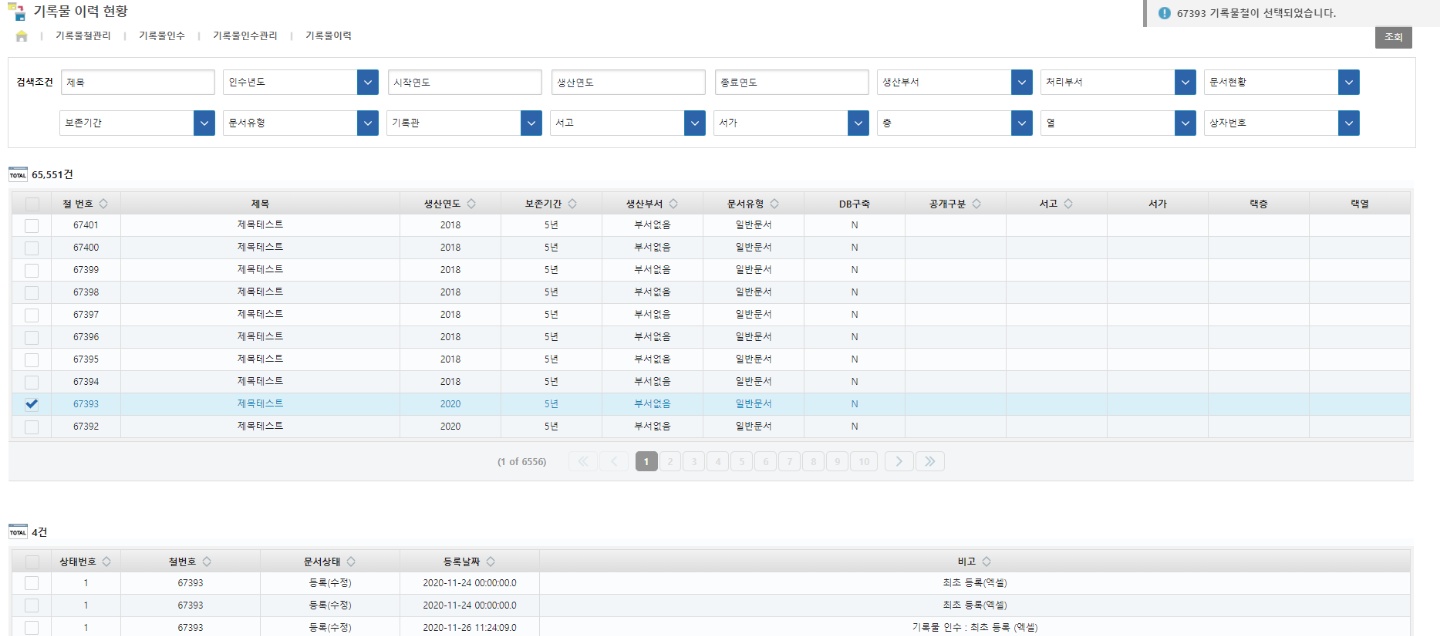 기록물 이력 현황
67393 기록물철이 선택되었습니다.
| 기록물철관리 | 기록물인수 | 기록물인수관리 | 기록물이력
조회
검색조건 제목 인수년도 시작연도 생산연도 종료연도 생산부서 처리부서 문서현황
보존기간 문서유형 기록관 서고 서가 층 열 상자번호
TOTAL 65,551건
철 번호 제목 생산연도 보존기간 생산부서 문서유형 DB구축 공개구분 서고 서가 랙층 랙열
67401 제목테스트 2018 5년 부서없음 일반문서 N
67400 제목테스트 2018 5년 부서없음 일반문서 N
67399 제목테스트 2018 5년 부서없음 일반문서 N
67398 제목테스트 2018 5년 부서없음 일반문서 N
67397 제목테스트 2018 5년 부서없음 일반문서 N
67396 제목테스트 2018 5년 부서없음 일반문서 N
67395 제목테스트 2018 5년 부서없음 일반문서 N
67394 제목테스트 2018 5년 부서없음 일반문서 N
67393 제목테스트 2020 5년 부서없음 일반문서 N
67392 제목테스트 2020 5년 부서없음 일반문서 N
(1 of 6556) 1 2 3 4 5 6 7 8 9 10
TOTAL 4건
상태번호 철번호 문서상태 등록날짜 비고
1 67393 등록(수정) 2020-11-24 00:00:00.0 최초 등록(엑셀)
1 67393 등록(수정) 2020-11-24 00:00:00.0 최초 등록(엑셀)
1 67393 등록(수정) 2020-11-26 11:24:09.0 기록물 인수 : 최초 등록 (엑셀)